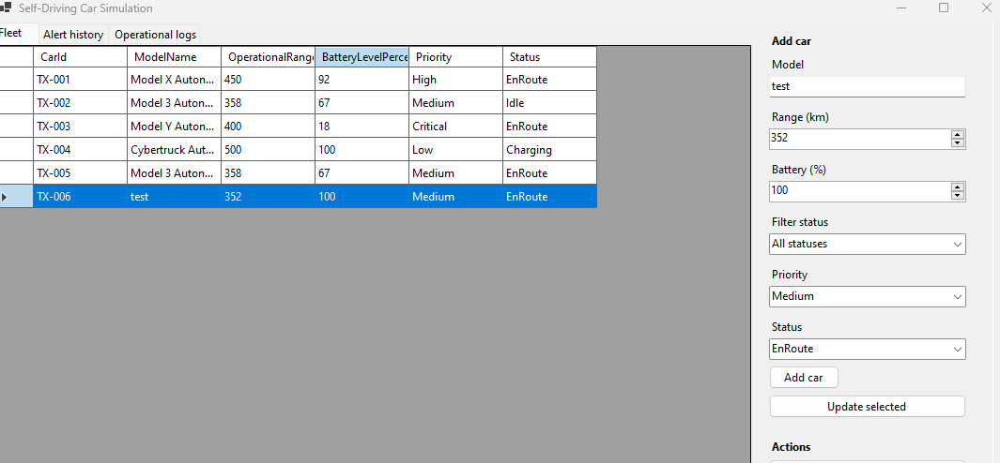 Self-Driving Car Simulation
Fleet Alert history Operational logs
CarId ModelName OperationalRang BatteryLevelPerce Priority Status
TX-001 Model X Auton... 450 92 High EnRoute
TX-002 Model 3 Auton... 358 67 Medium Idle
TX-003 Model Y Auton... 400 18 Critical EnRoute
TX-004 Cybertruck Aut... 500 100 Low Charging
TX-005 Model 3 Auton... 358 67 Medium EnRoute
TX-006 test 352 100 Medium EnRoute
Add car
Model
test
Range (km)
352
Battery (%)
100
Filter status
All statuses
Priority
Medium
Status
EnRoute
Add car
Update selected
Actions